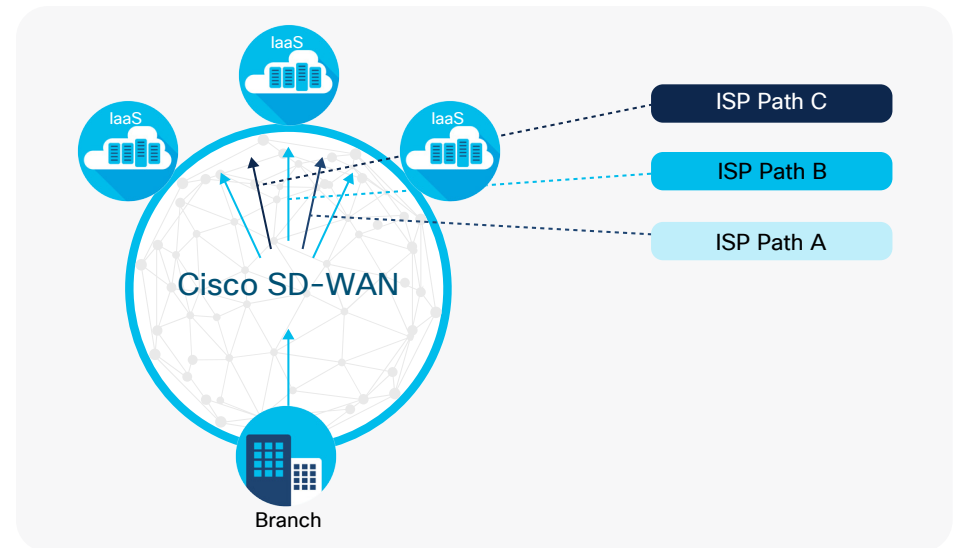 IaaS
IaaS
IaaS
ISP Path C
ISP Path B
ISP Path A
Cisco SD-WAN
Branch